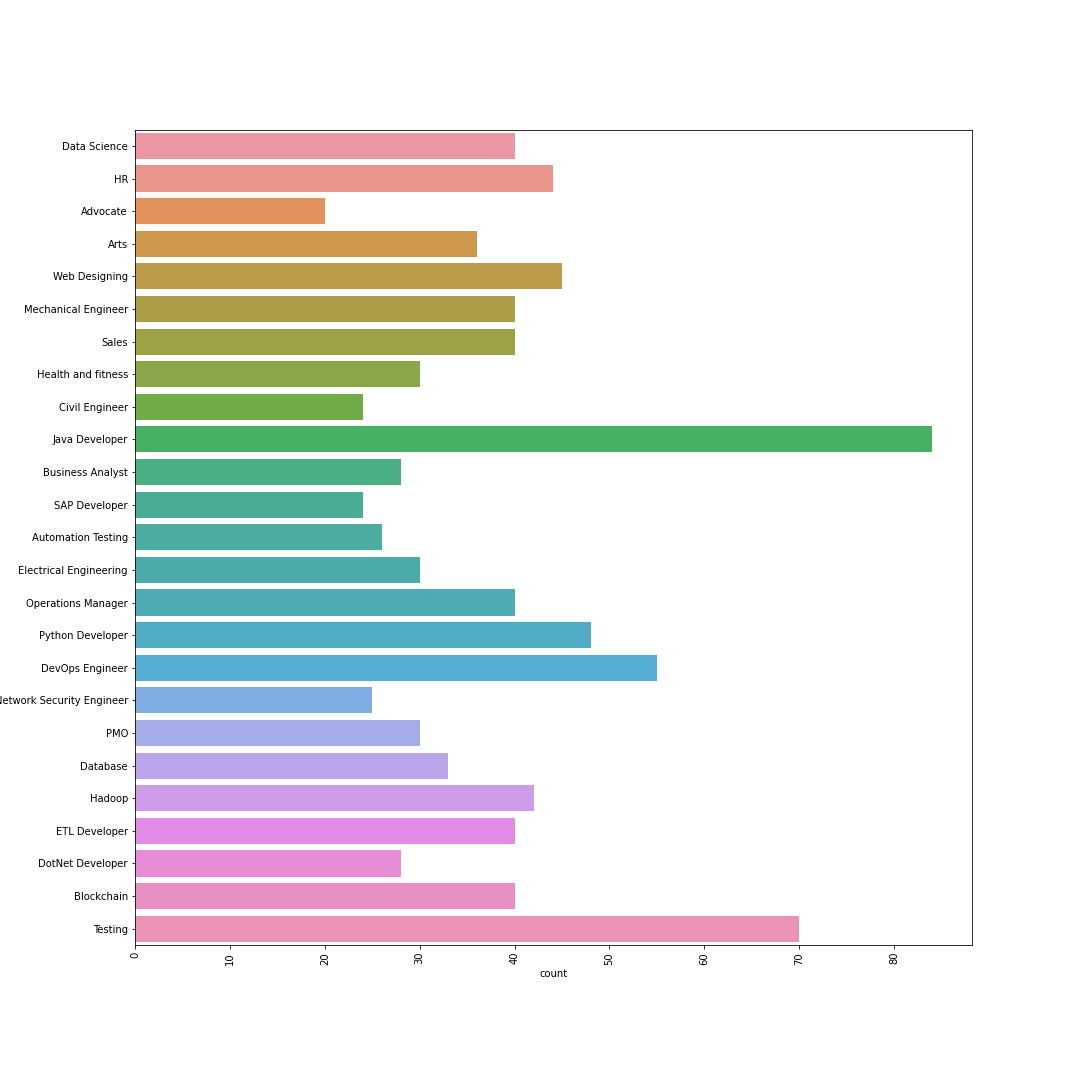 Data Science
HR
Advocate
Arts
Web Designing
Mechanical Engineer
Sales
Health and fitness
Civil Engineer
Java Developer
Business Analyst
SAP Developer
Automation Testing
Electrical Engineering
Operations Manager
Python Developer
DevOps Engineer
Network Security Engineer
PMO
Database
Hadoop
ETL Developer
DotNet Developer
Blockchain
Testing
0 10 20 30 40 50 60 70 80
count